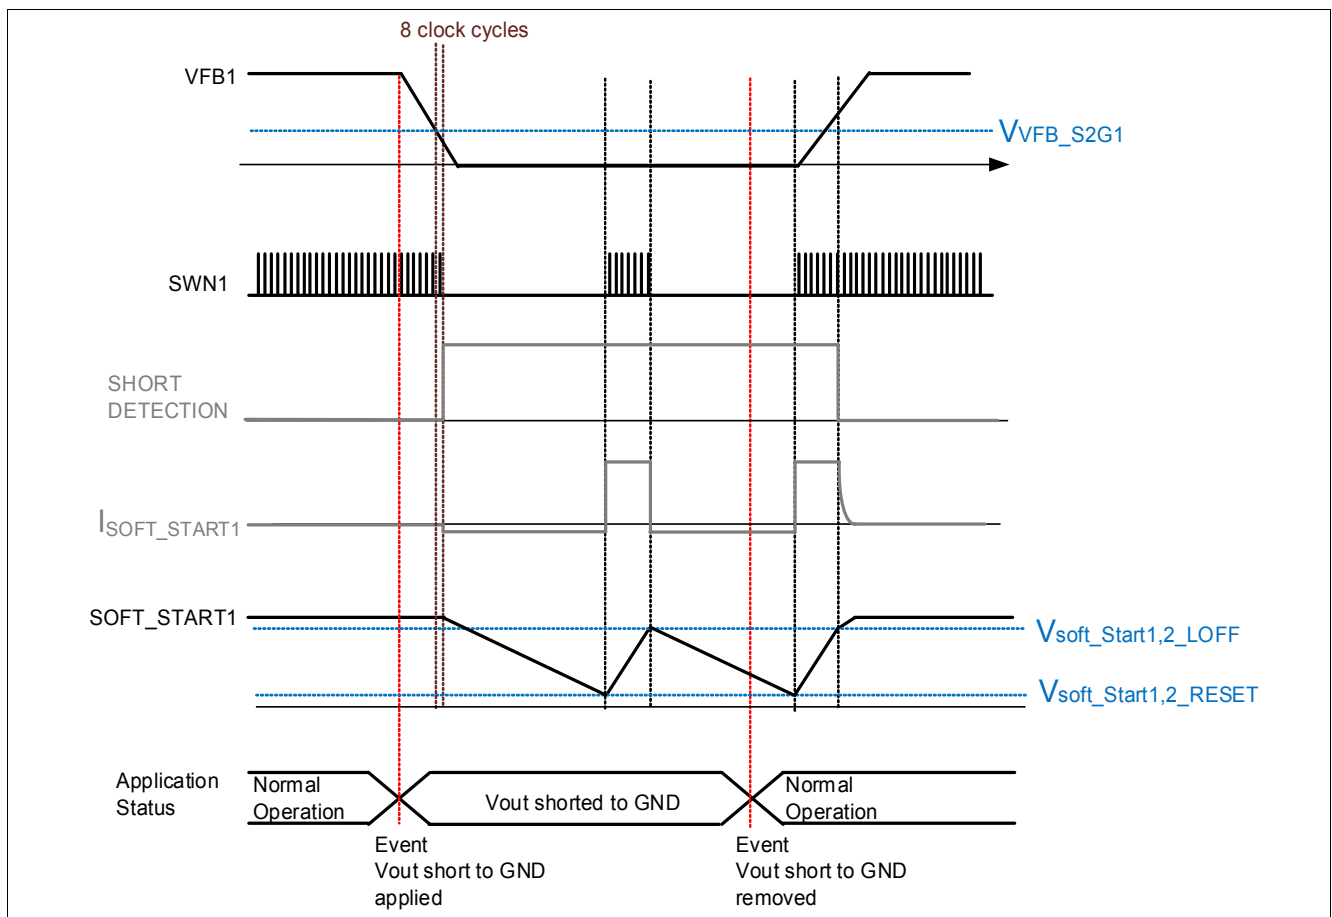 8 clock cycles
VFB1
VVFB_S2G1
SWN1
SHORT
DETECTION
ISOFT_START1
SOFT_START1
Vsoft_Start1,2_LOFF
Vsoft_Start1,2_RESET
Application
Status
Normal
Operation
Vout shorted to GND
Normal
Operation
Event
Vout short to GND
applied
Event
Vout short to GND
removed